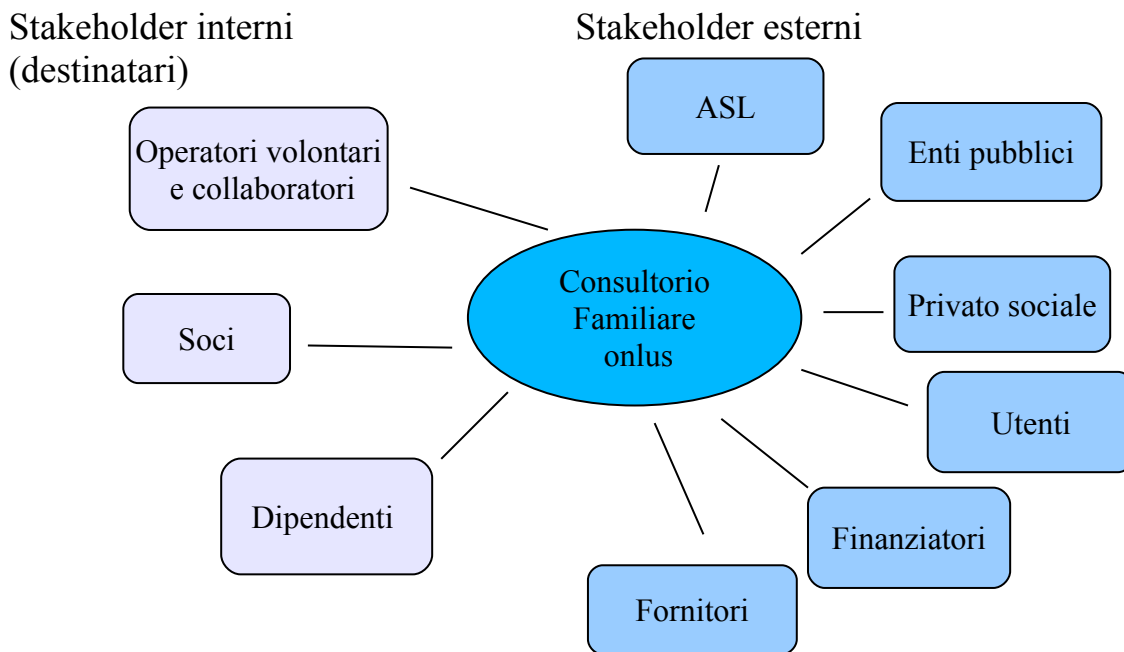 Stakeholder interni
(destinatari)
Stakeholder esterni
ASL
Operatori volontari
e collaboratori
Enti pubblici
Consultorio
Familiare
onlus
Privato sociale
Soci
Utenti
Dipendenti
Finanziatori
Fornitori